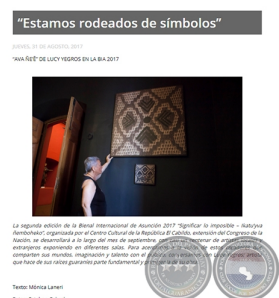 “Estamos rodeados de símbolos”
JUEVES, 31 DE AGOSTO, 2017
"AVA ÑE'Ẽ" DE LUCY YEGROS EN LA BIA 2017
La segunda edición de la Bienal Internacional de Asunción 2017 “Significar lo imposible – Ikatu'ỹva
ñemboheko”, organizada por el Centro Cultural de la República El Cabildo, extensión del Congreso de la
Nación, se desarrollará a lo largo del mes de septiembre, con
extranjeros exponiendo en diferentes salas. Para
comparten sus mundos, imaginación y talento con el
que hace de sus raíces guaraníes parte fundamental y
Texto: Mónica Laneri